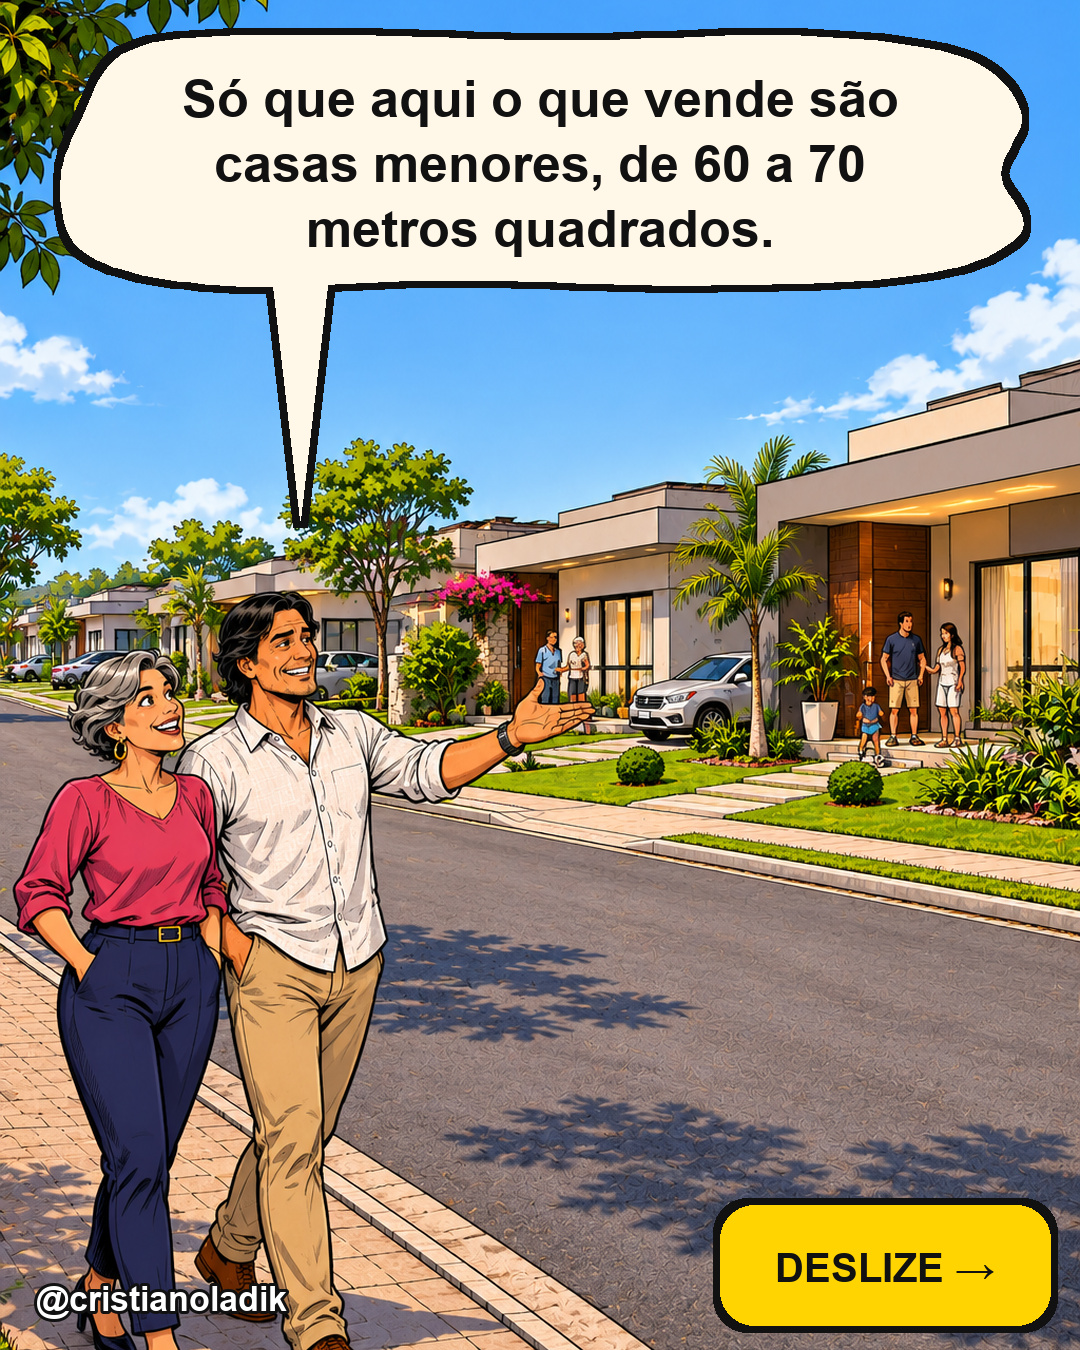 Só que aqui o que vende são
casas menores, de 60 a 70
metros quadrados.
DESLIZE →
@cristianoladik